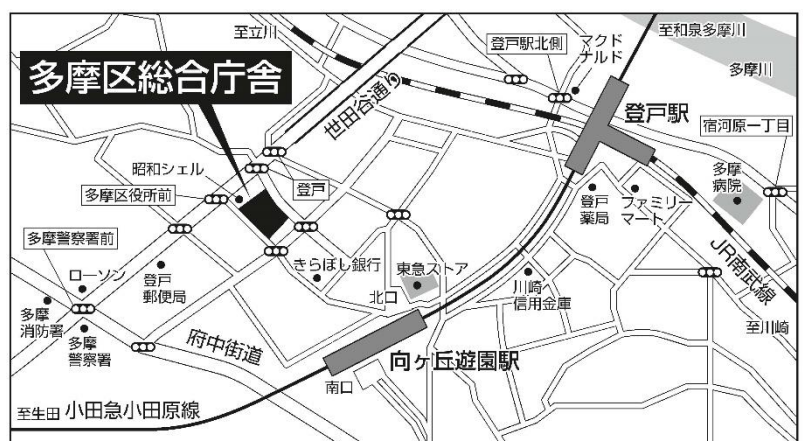 至立川
登戸駅北側
マクド
ナルド
至和泉多摩川
多摩川
多摩区総合庁舎
世田谷通り
登戸駅
宿河原一丁目
昭和シェル
登戸
多摩区役所前
多摩
病院
登戸
薬局
ファミリー
マート
多摩警察署前
ローソン
登戸
郵便局
きらぼし銀行
東急ストア
北口
川崎
信用金庫
JR南武線
至川崎
多摩
消防署
多摩
警察署
府中街道
向ヶ丘遊園駅
南口
至生田 小田急小田原線